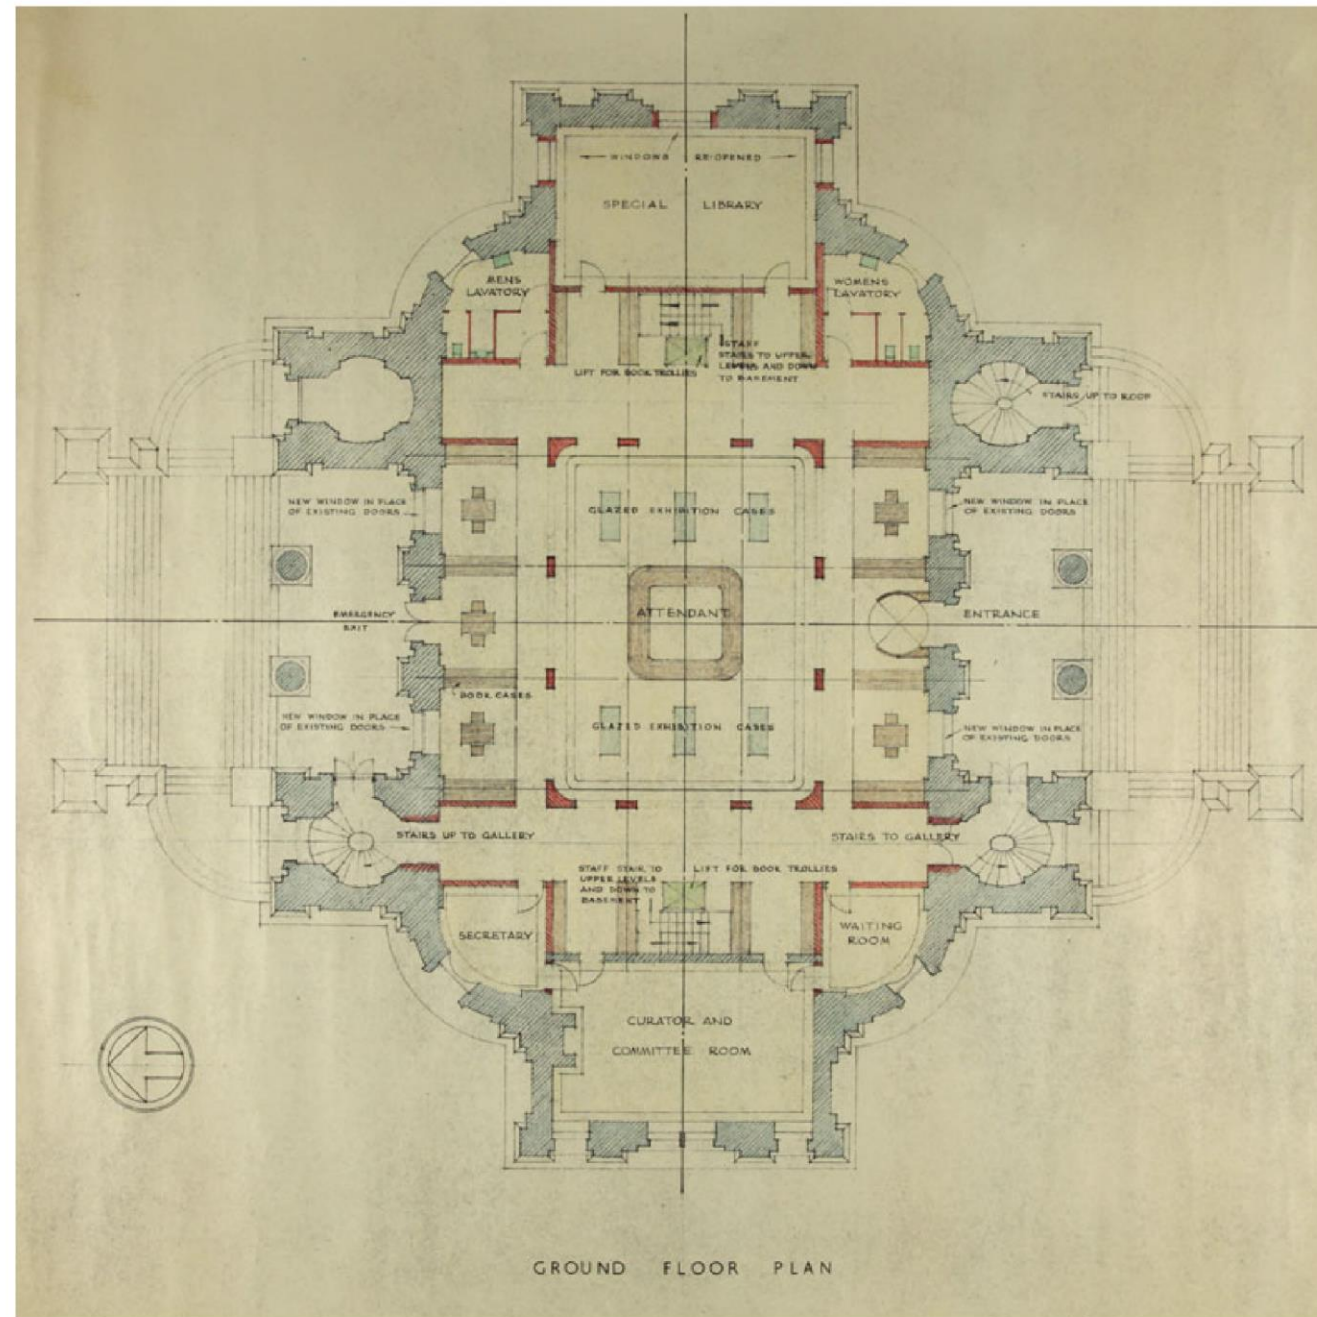 WINDOWS REOPENED
SPECIAL LIBRARY
MENS
LAVATORY
WOMENS
LAVATORY
LIFT FOR BOOK TROLLIES
STAFF
STAIRS TO UPPER
LEVELS AND DOWN
TO BASEMENT
STAIRS UP TO ROOF
NEW WINDOW IN PLACE
OF EXISTING DOORS
GLAZED EXHIBITION CASES
NEW WINDOW IN PLACE
OF EXISTING DOORS
EMERGENCY
EXIT
ATTENDANT
ENTRANCE
BOOK CASES
NEW WINDOW IN PLACE
OF EXISTING DOORS
GLAZED EXHIBITION CASES
NEW WINDOW IN PLACE
OF EXISTING DOORS
STAIRS UP TO GALLERY
STAIRS TO GALLERY
STAFF STAIR TO
UPPER LEVELS
AND DOWN TO
BASEMENT
LIFT FOR BOOK TROLLIES
SECRETARY
WAITING
ROOM
CURATOR AND
COMMITTEE ROOM
GROUND FLOOR PLAN